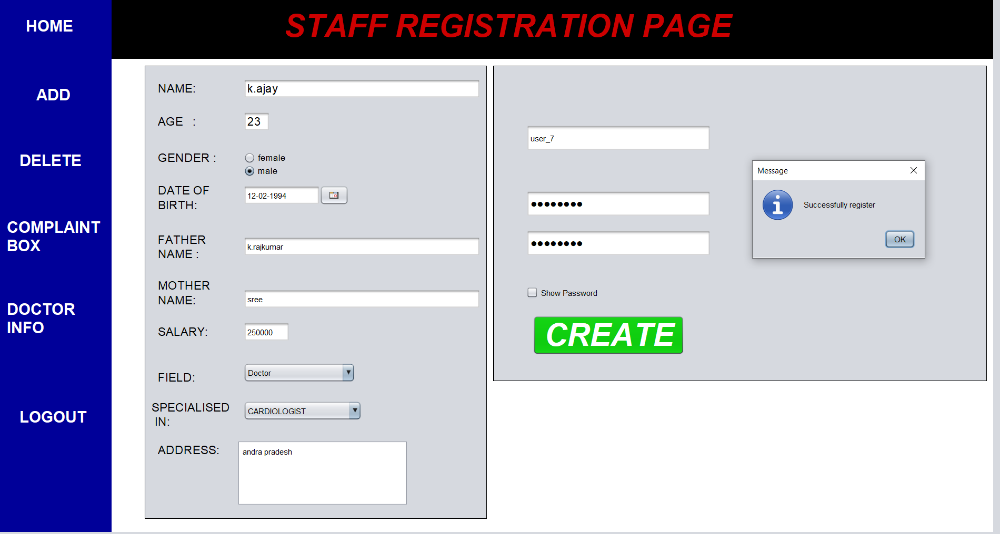 HOME
ADD
DELETE
COMPLAINT
BOX
DOCTOR
INFO
LOGOUT
STAFF REGISTRATION PAGE
NAME: k.ajay
AGE : 23
GENDER : female
male
DATE OF
BIRTH: 12-02-1994
FATHER
NAME : k.rajkumar
MOTHER
NAME: sree
SALARY: 250000
FIELD: Doctor
SPECIALISED
IN: CARDIOLOGIST
ADDRESS: andra pradesh
user_7
●●●●●●●●
●●●●●●●●
Show Password
CREATE
Message
Successfully register
OK